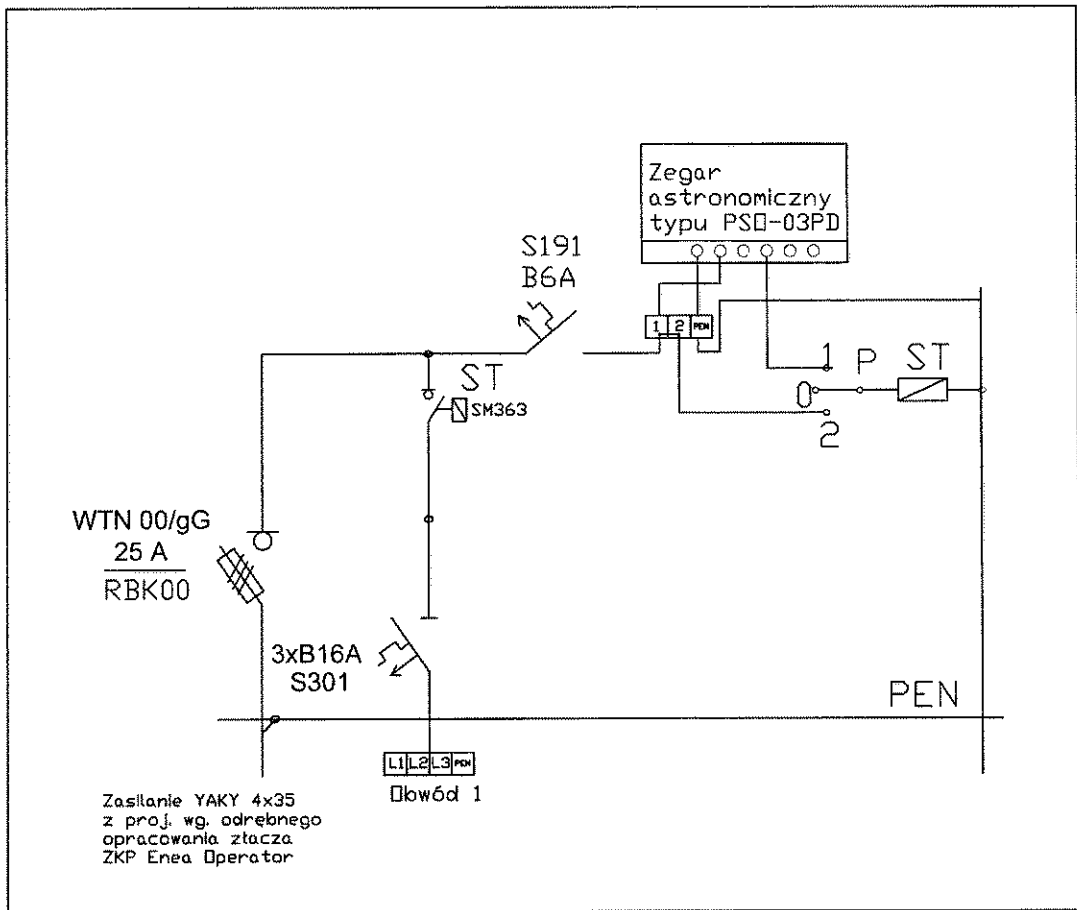 Zegar
astronomiczny
typu PSO-03PD
S191
B6A
1 2 PEN
1
P
ST
2
ST
SM363
WTN 00/gG
25 A
RBK00
3xB16A
S301
PEN
L1 L2 L3 PEN
Obwód 1
Zasilanie YAKY 4x35
z proj. wg. odrębnego
opracowania złącza
ZKP Enea Operator